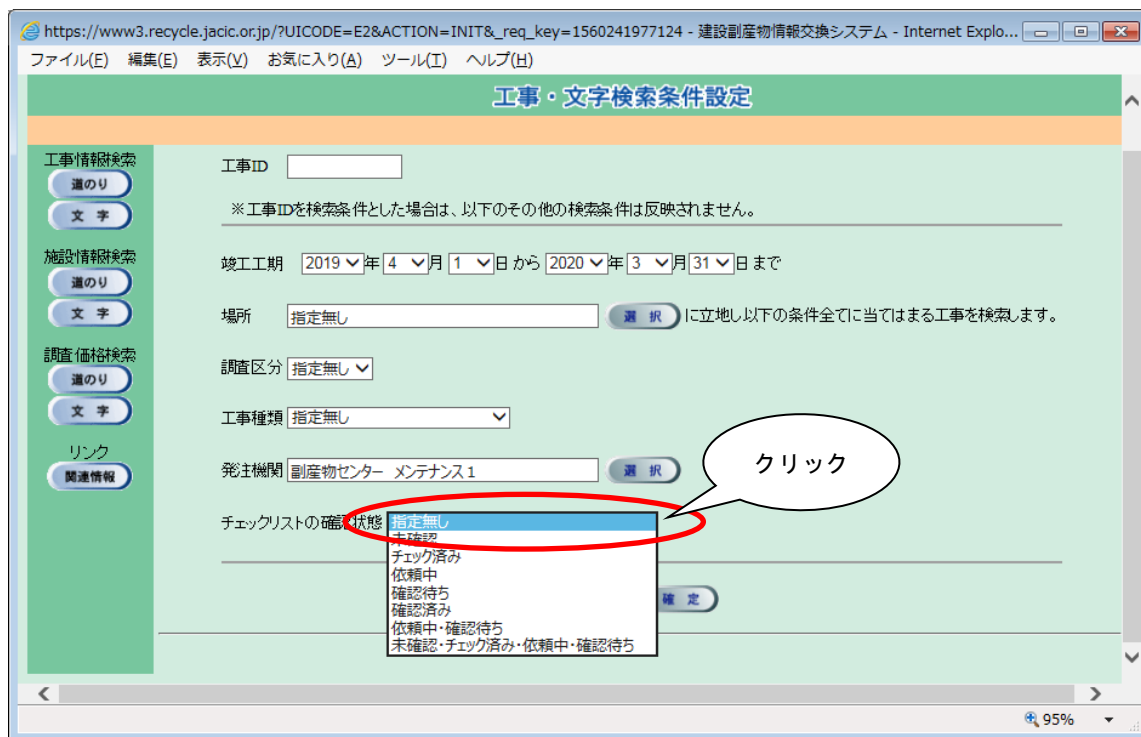 https://www3.recycle.jacic.or.jp/?UICODE=E2&ACTION=INIT&_req_key=1560241977124 - 建設副産物情報交換システム - Internet Explo...
ファイル(F) 編集(E) 表示(V) お気に入り(A) ツール(T) ヘルプ(H)
工事・文字検索条件設定
工事情報検索
道のり
文字
施設情報検索
道のり
文字
調査価格検索
道のり
文字
リンク
関連情報
工事ID
※工事IDを検索条件とした場合は、以下のその他の検索条件は反映されません。
竣工工期 2019 年 4 月 1 日 から 2020 年 3 月 31 日 まで
場所 指定無し 選択 に立地し以下の条件全てに当てはまる工事を検索します。
調査区分 指定無し
工事種類 指定無し
発注機関 副産物センター メンテナンス1 選択
クリック
チェックリストの確認状態 指定無し
未確認
チェック済み
依頼中
確認待ち
確認済み
依頼中・確認待ち
未確認・チェック済み・依頼中・確認待ち
確定
95%